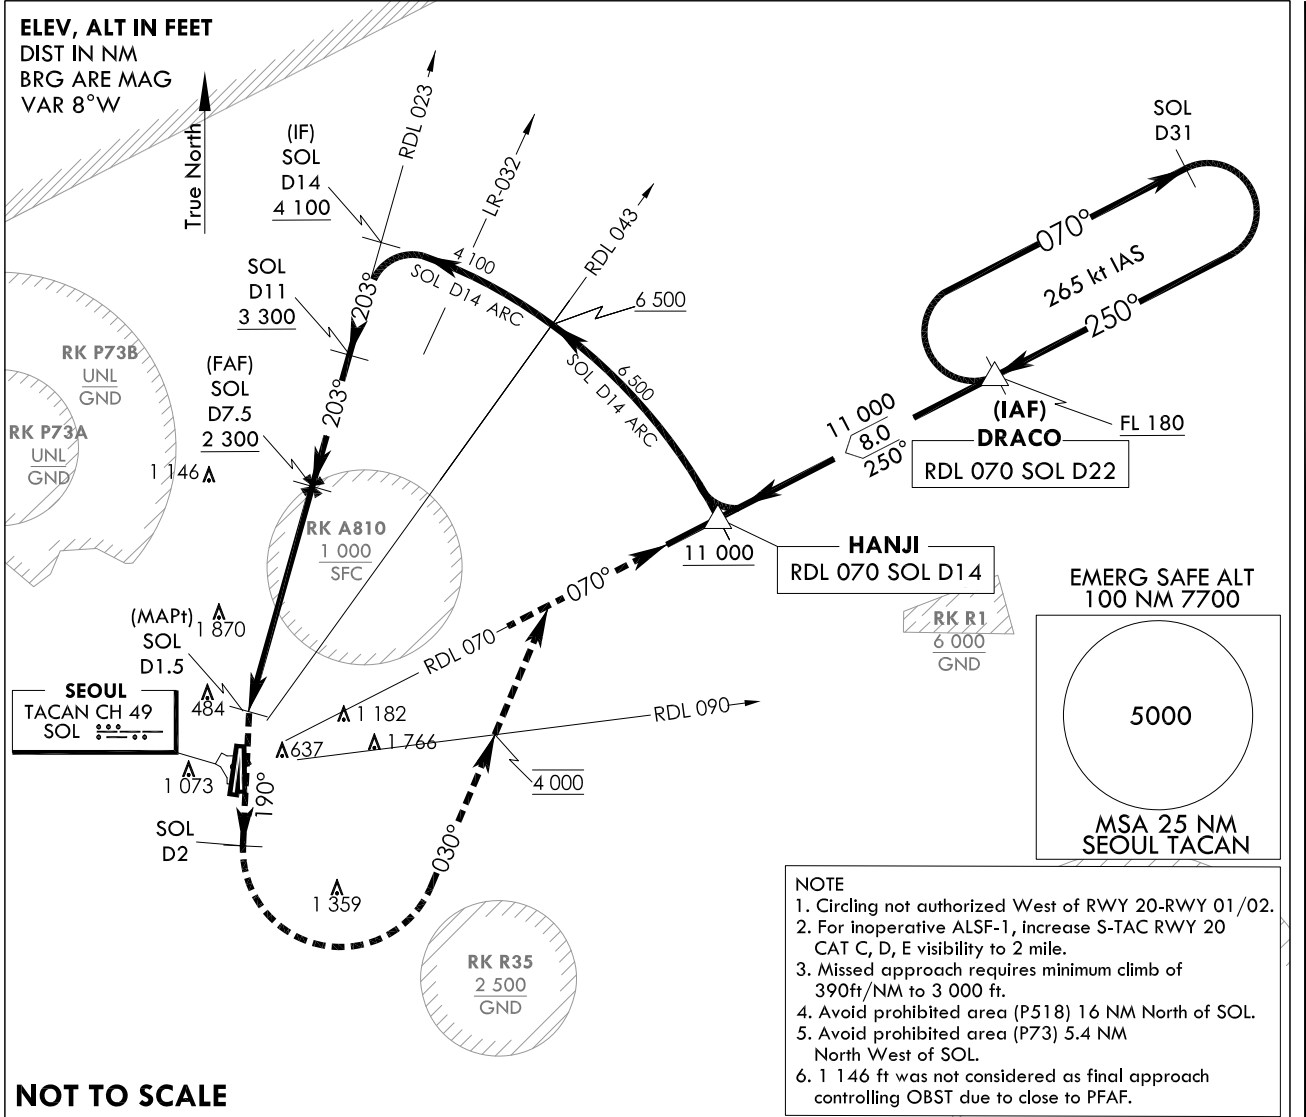 ELEV, ALT IN FEET
DIST IN NM
BRG ARE MAG
VAR 8°W
True North
(IF)
SOL
D14
4 100
RDL 023
LR-032
RDL 043
SOL
D31
070°
265 kt IAS
250°
4 100
SOL D14 ARC
6 500
6 500
SOL D14 ARC
203°
SOL
D11
3 300
(FAF)
SOL
D7.5
2 300
203°
RK P73B
UNL
GND
RK P73A
UNL
GND
1 146
11 000
8.0
250°
(IAF)
DRACO
RDL 070 SOL D22
FL 180
RK A810
1 000
SFC
11 000
HANJI
RDL 070 SOL D14
070°
RDL 070
RK R1
6 000
GND
EMERG SAFE ALT
100 NM 7700
5000
MSA 25 NM
SEOUL TACAN
(MAPt)
SOL
D1.5
1 870
484
SEOUL
TACAN CH 49
SOL
1 182
637
1 766
RDL 090
4 000
1 073
190°
SOL
D2
030°
1 359
RK R35
2 500
GND
NOTE
1. Circling not authorized West of RWY 20-RWY 01/02.
2. For inoperative ALSF-1, increase S-TAC RWY 20
CAT C, D, E visibility to 2 mile.
3. Missed approach requires minimum climb of
390ft/NM to 3 000 ft.
4. Avoid prohibited area (P518) 16 NM North of SOL.
5. Avoid prohibited area (P73) 5.4 NM
North West of SOL.
6. 1 146 ft was not considered as final approach
controlling OBST due to close to PFAF.
NOT TO SCALE